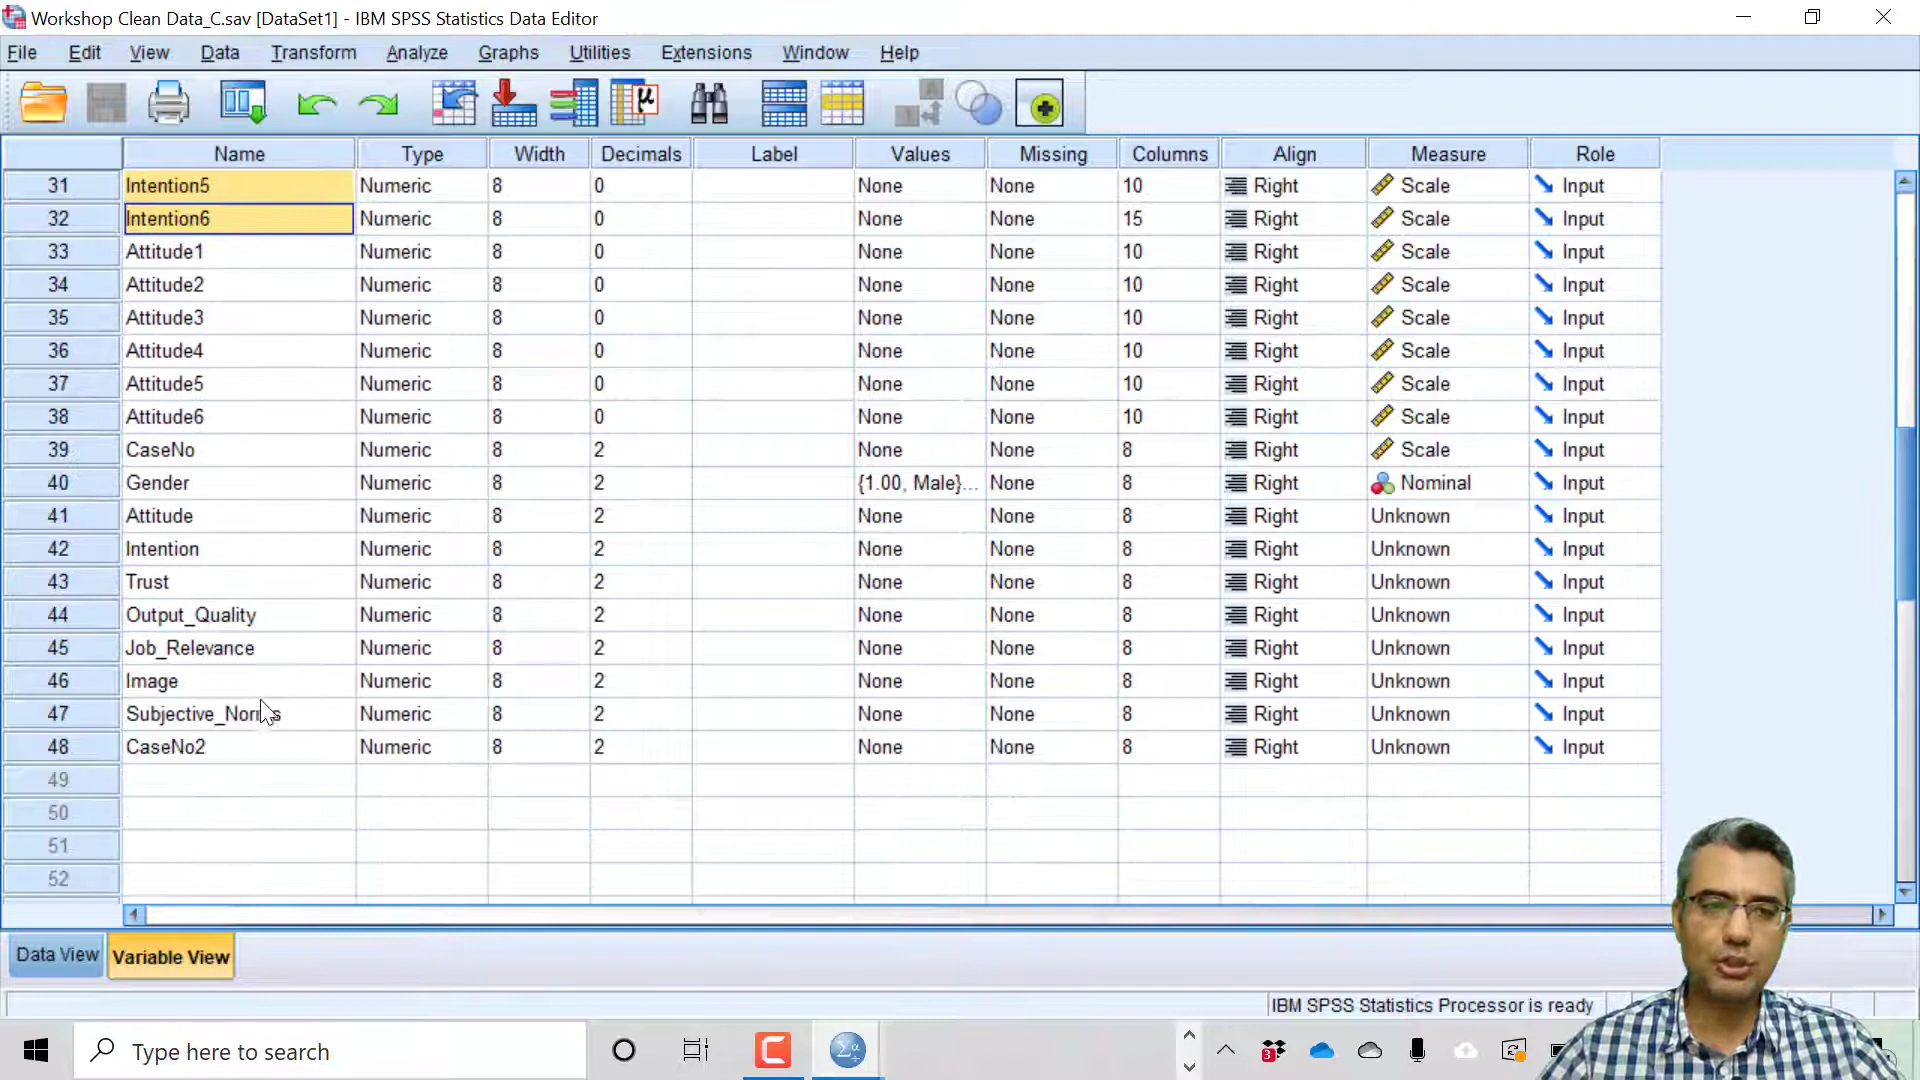 Workshop Clean Data_C.sav [DataSet1] - IBM SPSS Statistics Data Editor
File Edit View Data Transform Analyze Graphs Utilities Extensions Window Help
Name Type Width Decimals Label Values Missing Columns Align Measure Role
31 Intention5 Numeric 8 0 None None 10 Right Scale Input
32 Intention6 Numeric 8 0 None None 15 Right Scale Input
33 Attitude1 Numeric 8 0 None None 10 Right Scale Input
34 Attitude2 Numeric 8 0 None None 10 Right Scale Input
35 Attitude3 Numeric 8 0 None None 10 Right Scale Input
36 Attitude4 Numeric 8 0 None None 10 Right Scale Input
37 Attitude5 Numeric 8 0 None None 10 Right Scale Input
38 Attitude6 Numeric 8 0 None None 10 Right Scale Input
39 CaseNo Numeric 8 2 None None 8 Right Scale Input
40 Gender Numeric 8 2 {1.00, Male}... None 8 Right Nominal Input
41 Attitude Numeric 8 2 None None 8 Right Unknown Input
42 Intention Numeric 8 2 None None 8 Right Unknown Input
43 Trust Numeric 8 2 None None 8 Right Unknown Input
44 Output_Quality Numeric 8 2 None None 8 Right Unknown Input
45 Job_Relevance Numeric 8 2 None None 8 Right Unknown Input
46 Image Numeric 8 2 None None 8 Right Unknown Input
47 Subjective_Norms Numeric 8 2 None None 8 Right Unknown Input
48 CaseNo2 Numeric 8 2 None None 8 Right Unknown Input
49
50
51
52
Data View Variable View
IBM SPSS Statistics Processor is ready
Type here to search